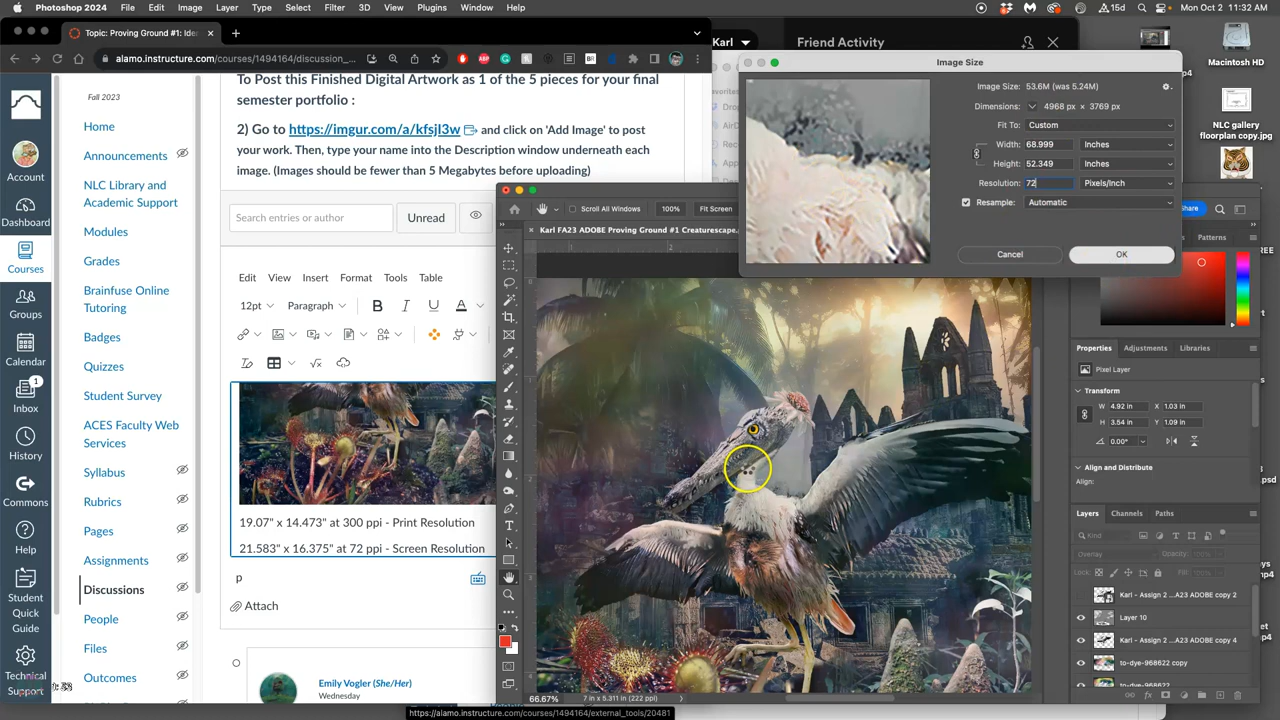 Photoshop 2024 File Edit Image Layer Type Select Filter 3D View Plugins Window Help
15d
Mon Oct 2 11:32 AM
Topic: Proving Ground #1: Ide
alamo.instructure.com/courses/1494164/discussion_
Karl
Friend Activity
Macintosh HD
NLC gallery
floorplan copy.jpg
Account
Dashboard
Courses
Groups
Calendar
1
Inbox
History
Commons
Help
Student
Quick
Guide
Technical
Support
Fall 2023
Home
Announcements
NLC Library and
Academic Support
Modules
Grades
Brainfuse Online
Tutoring
Badges
Quizzes
Student Survey
ACES Faculty Web
Services
Syllabus
Rubrics
Pages
Assignments
Discussions
People
Files
Outcomes
To Post this Finished Digital Artwork as 1 of the 5 pieces for your final
semester portfolio :
2) Go to https://imgur.com/a/kfsjI3w and click on 'Add Image' to post
your work. Then, type your name into the Description window underneath each
image. (Images should be fewer than 5 Megabytes before uploading)
Search entries or author
Unread
Edit View Insert Format Tools Table
12pt Paragraph B I U A
19.07" x 14.473" at 300 ppi - Print Resolution
21.583" x 16.375" at 72 ppi - Screen Resolution
p
Attach
Emily Vogler (She/Her)
Wednesday
https://alamo.instructure.com/courses/1494164/external_tools/20481
Image Size
Image Size: 53.6M (was 5.24M)
Dimensions: 4968 px × 3769 px
Fit To: Custom
Width: 68.999 Inches
Height: 52.349 Inches
Resolution: 72 Pixels/Inch
Resample: Automatic
Cancel
OK
Scroll All Windows 100% Fit Screen
Share
Karl FA23 ADOBE Proving Ground #1 Creaturescape.
Patterns
Properties Adjustments Libraries
Pixel Layer
Transform
W 4.92 in X 1.03 in
H 3.54 in Y 1.09 in
0.00°
Align and Distribute
Align:
Layers Channels Paths
Kind
Overlay Opacity:
Lock: Fill:
Karl - Assign 2 ...A23 ADOBE copy 2
Layer 10
Karl - Assign 2 ...A23 ADOBE copy 4
to-dye-968622 copy
66.67% 7 in x 5.311 in (222 ppi)